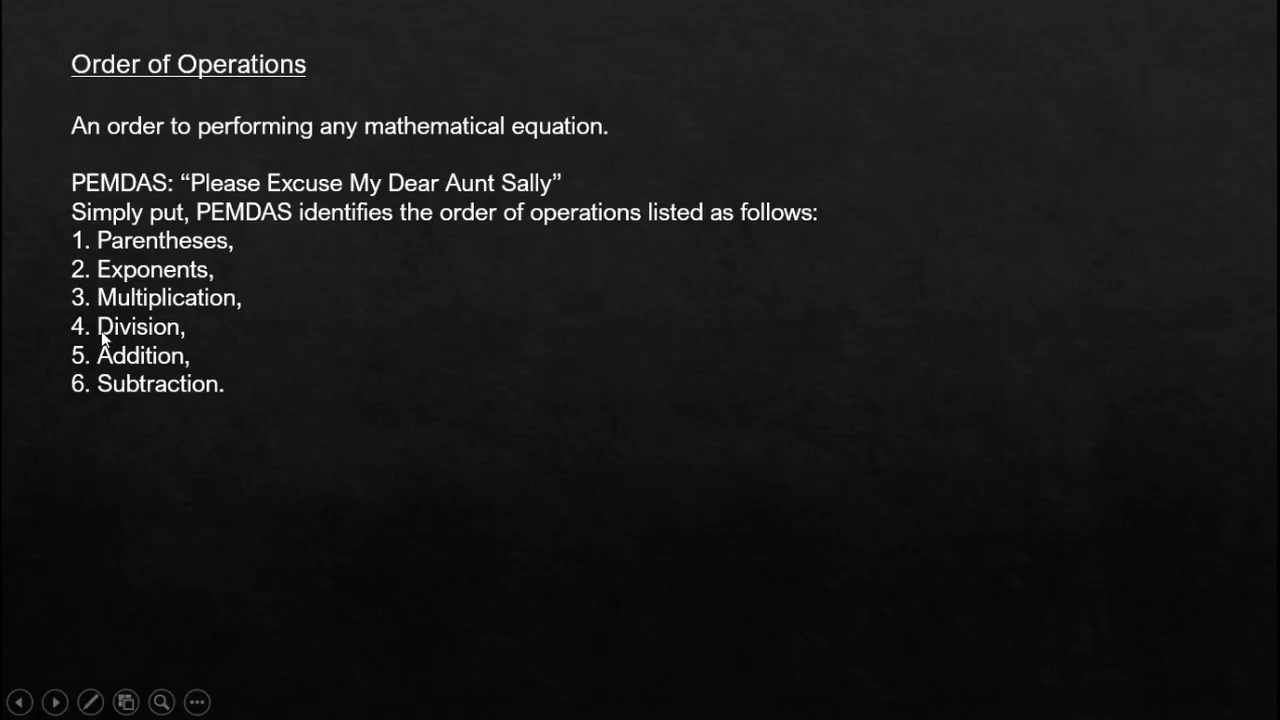 Order of Operations
An order to performing any mathematical equation.
PEMDAS: “Please Excuse My Dear Aunt Sally”
Simply put, PEMDAS identifies the order of operations listed as follows:
1. Parentheses,
2. Exponents,
3. Multiplication,
4. Division,
5. Addition,
6. Subtraction.